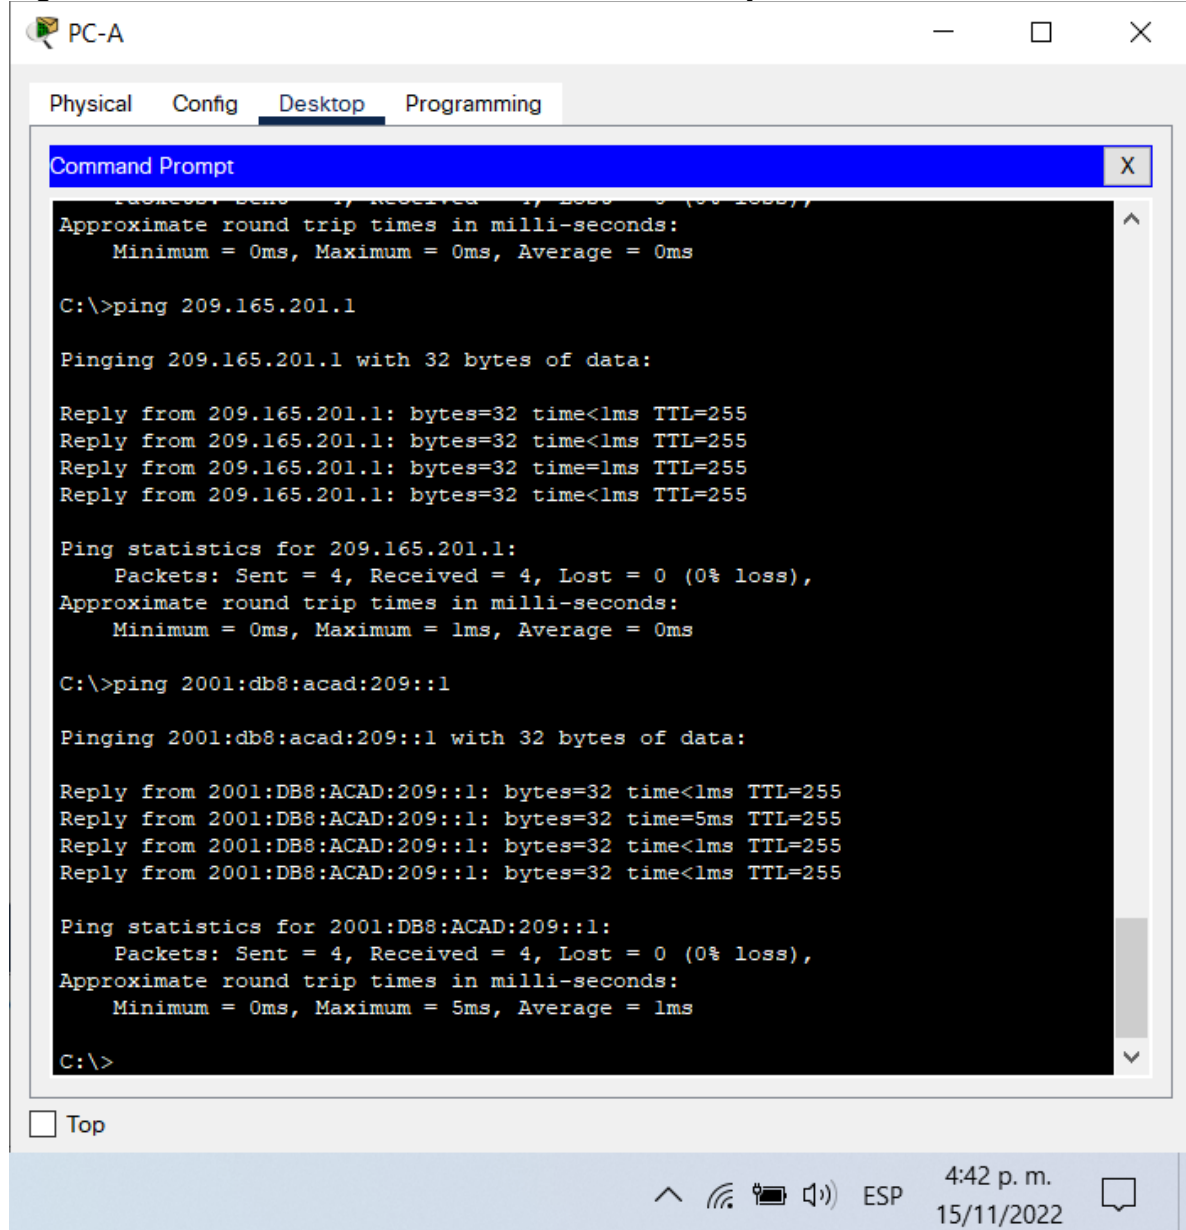 PC-A
Physical Config Desktop Programming
Command Prompt X
Packets: Sent = 4, Received = 4, Lost = 0 (0% loss),
Approximate round trip times in milli-seconds:
Minimum = 0ms, Maximum = 0ms, Average = 0ms
C:\>ping 209.165.201.1
Pinging 209.165.201.1 with 32 bytes of data:
Reply from 209.165.201.1: bytes=32 time<1ms TTL=255
Reply from 209.165.201.1: bytes=32 time<1ms TTL=255
Reply from 209.165.201.1: bytes=32 time=1ms TTL=255
Reply from 209.165.201.1: bytes=32 time<1ms TTL=255
Ping statistics for 209.165.201.1:
Packets: Sent = 4, Received = 4, Lost = 0 (0% loss),
Approximate round trip times in milli-seconds:
Minimum = 0ms, Maximum = 1ms, Average = 0ms
C:\>ping 2001:db8:acad:209::1
Pinging 2001:db8:acad:209::1 with 32 bytes of data:
Reply from 2001:DB8:ACAD:209::1: bytes=32 time<1ms TTL=255
Reply from 2001:DB8:ACAD:209::1: bytes=32 time=5ms TTL=255
Reply from 2001:DB8:ACAD:209::1: bytes=32 time<1ms TTL=255
Reply from 2001:DB8:ACAD:209::1: bytes=32 time<1ms TTL=255
Ping statistics for 2001:DB8:ACAD:209::1:
Packets: Sent = 4, Received = 4, Lost = 0 (0% loss),
Approximate round trip times in milli-seconds:
Minimum = 0ms, Maximum = 5ms, Average = 1ms
C:\>
Top
ESP
4:42 p. m.
15/11/2022